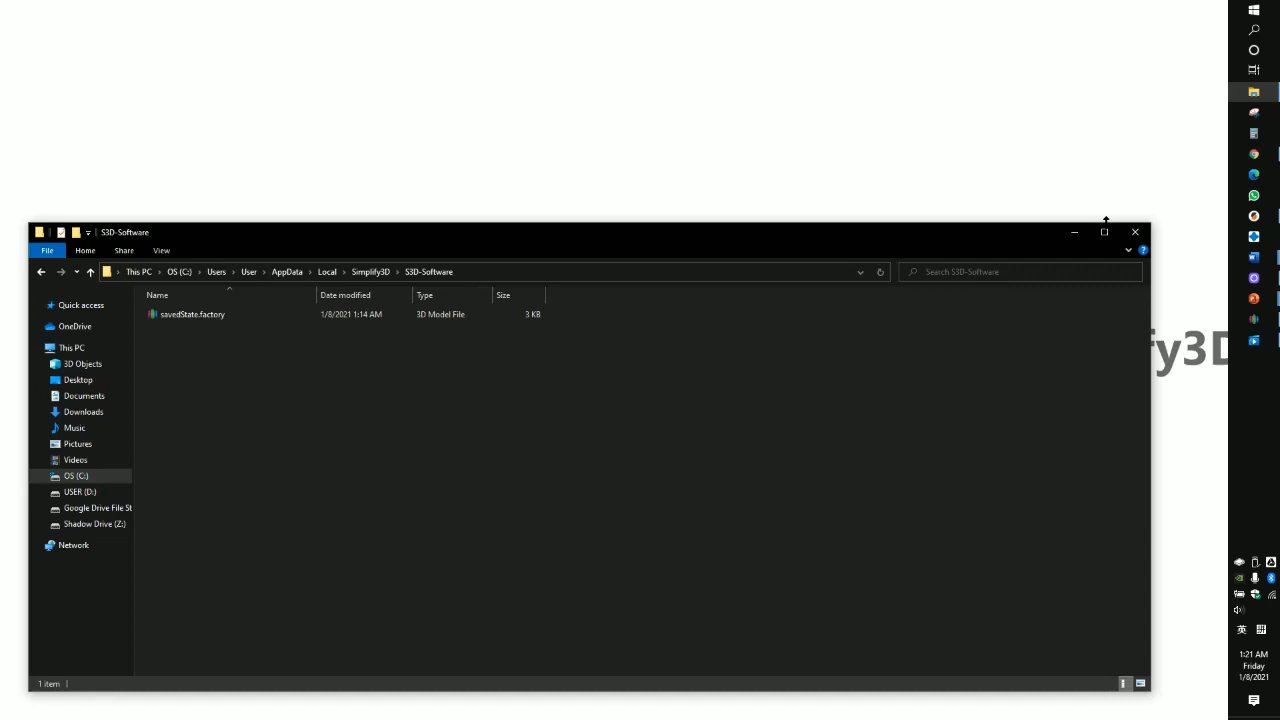 S3D-Software
File Home Share View
This PC OS (C:) Users User AppData Local Simplify3D S3D-Software
Search S3D-Software
Name Date modified Type Size
savedState.factory 1/8/2021 1:14 AM 3D Model File 3 KB
Quick access
OneDrive
This PC
3D Objects
Desktop
Documents
Downloads
Music
Pictures
Videos
OS (C:)
USER (D:)
Google Drive File St
Shadow Drive (Z:)
Network
1 item
fy3D
英 拼
1:21 AM
Friday
1/8/2021